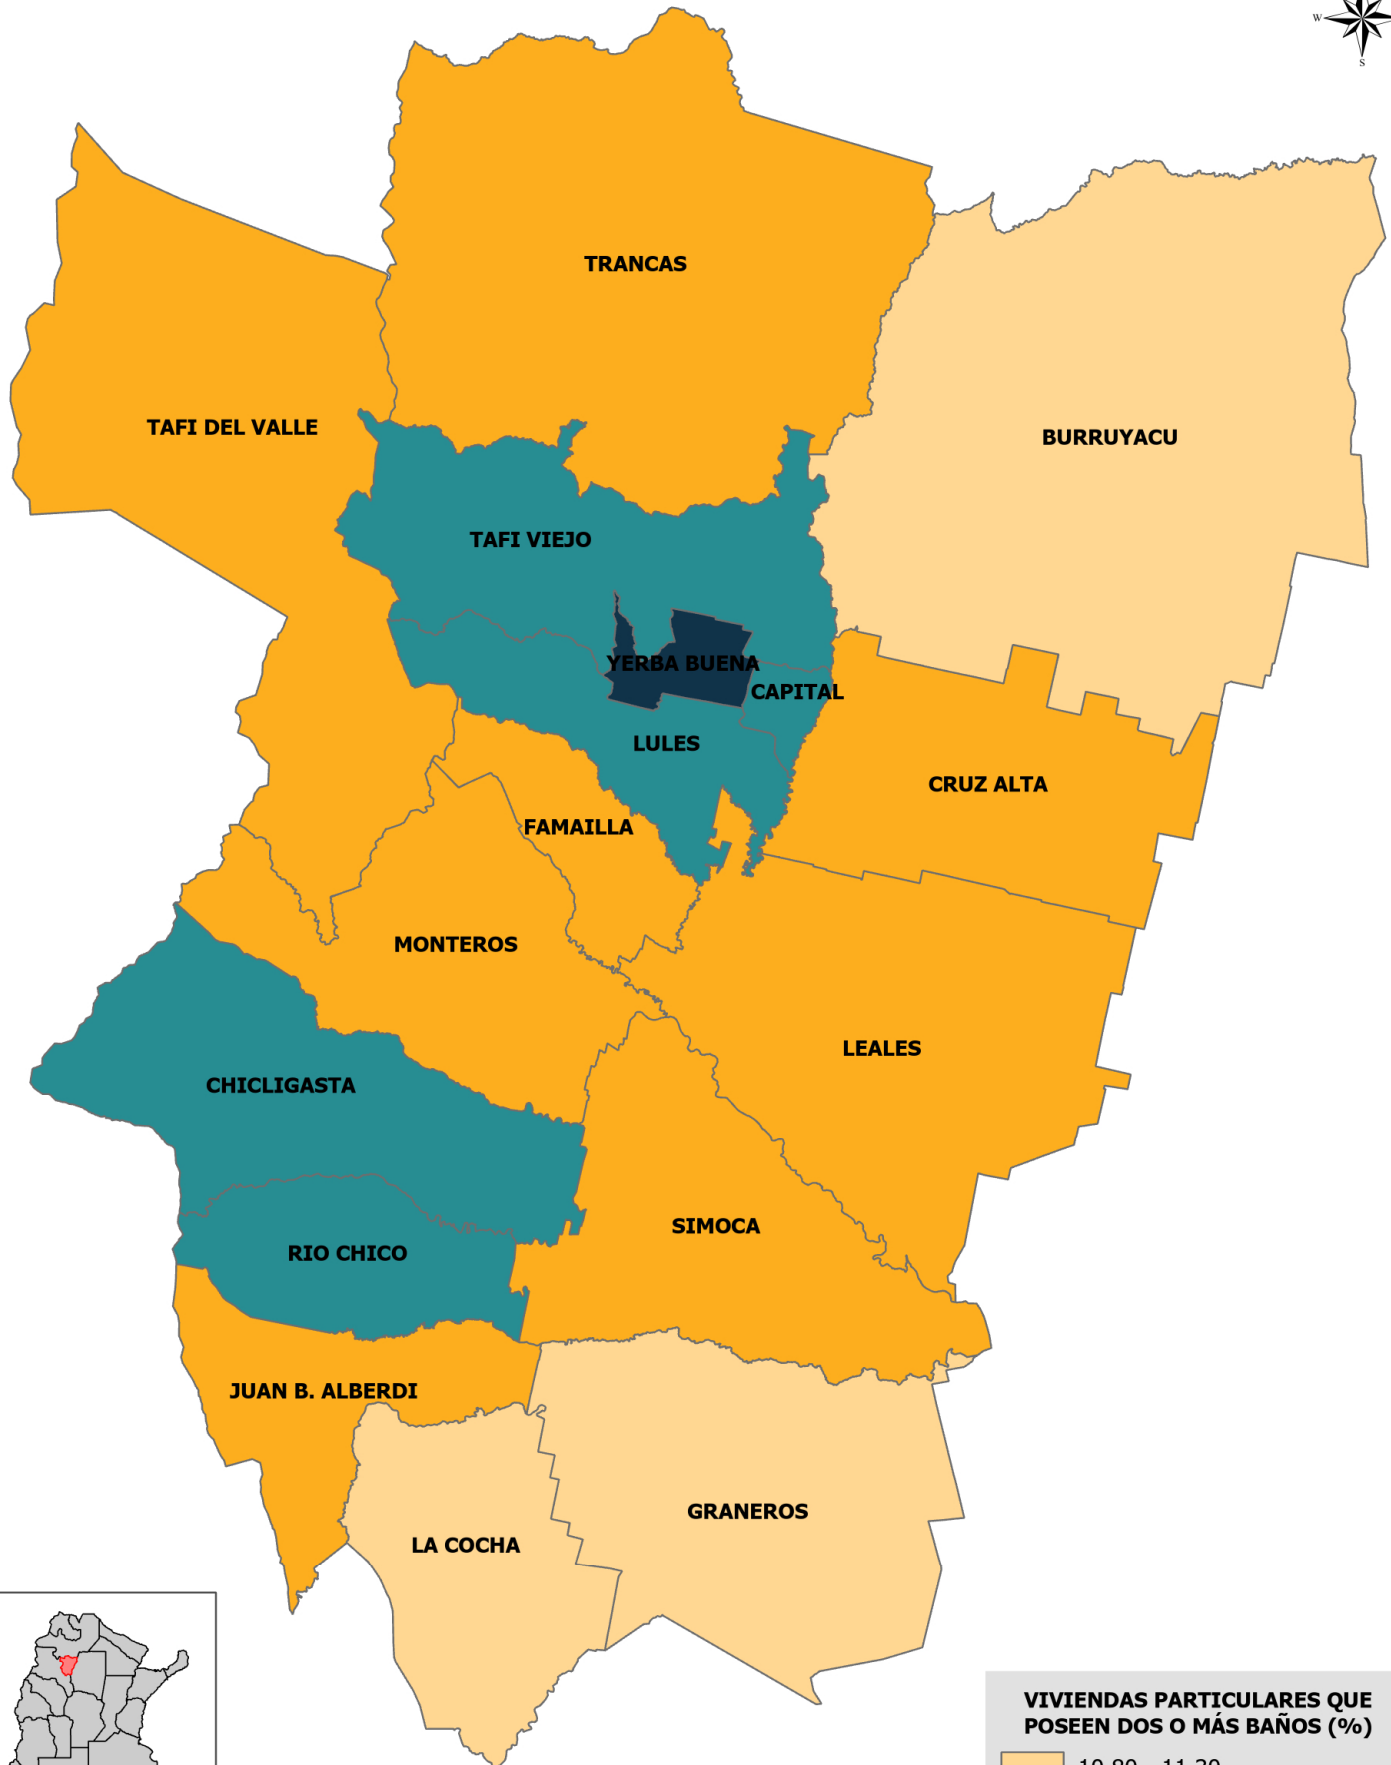 W
S
TRANCAS
TAFI DEL VALLE
BURRUYACU
TAFI VIEJO
YERBA BUENA
CAPITAL
LULES
CRUZ ALTA
FAMAILLA
MONTEROS
LEALES
CHICLIGASTA
SIMOCA
RIO CHICO
JUAN B. ALBERDI
GRANEROS
LA COCHA
VIVIENDAS PARTICULARES QUE
POSEEN DOS O MÁS BAÑOS (%)